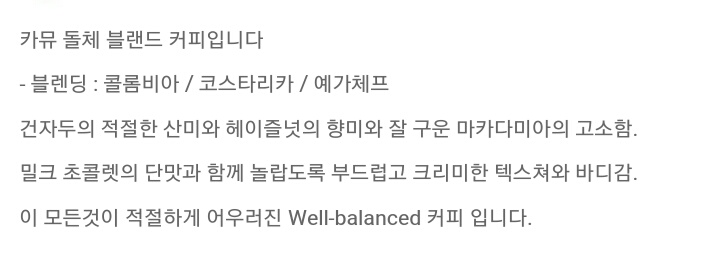 카뮤 돌체 블랜드 커피입니다
- 블렌딩 : 콜롬비아 / 코스타리카 / 예가체프
건자두의 적절한 산미와 헤이즐넛의 향미와 잘 구운 마카다미아의 고소함.
밀크 초콜렛의 단맛과 함께 놀랍도록 부드럽고 크리미한 텍스쳐와 바디감.
이 모든것이 적절하게 어우러진 Well-balanced 커피 입니다.